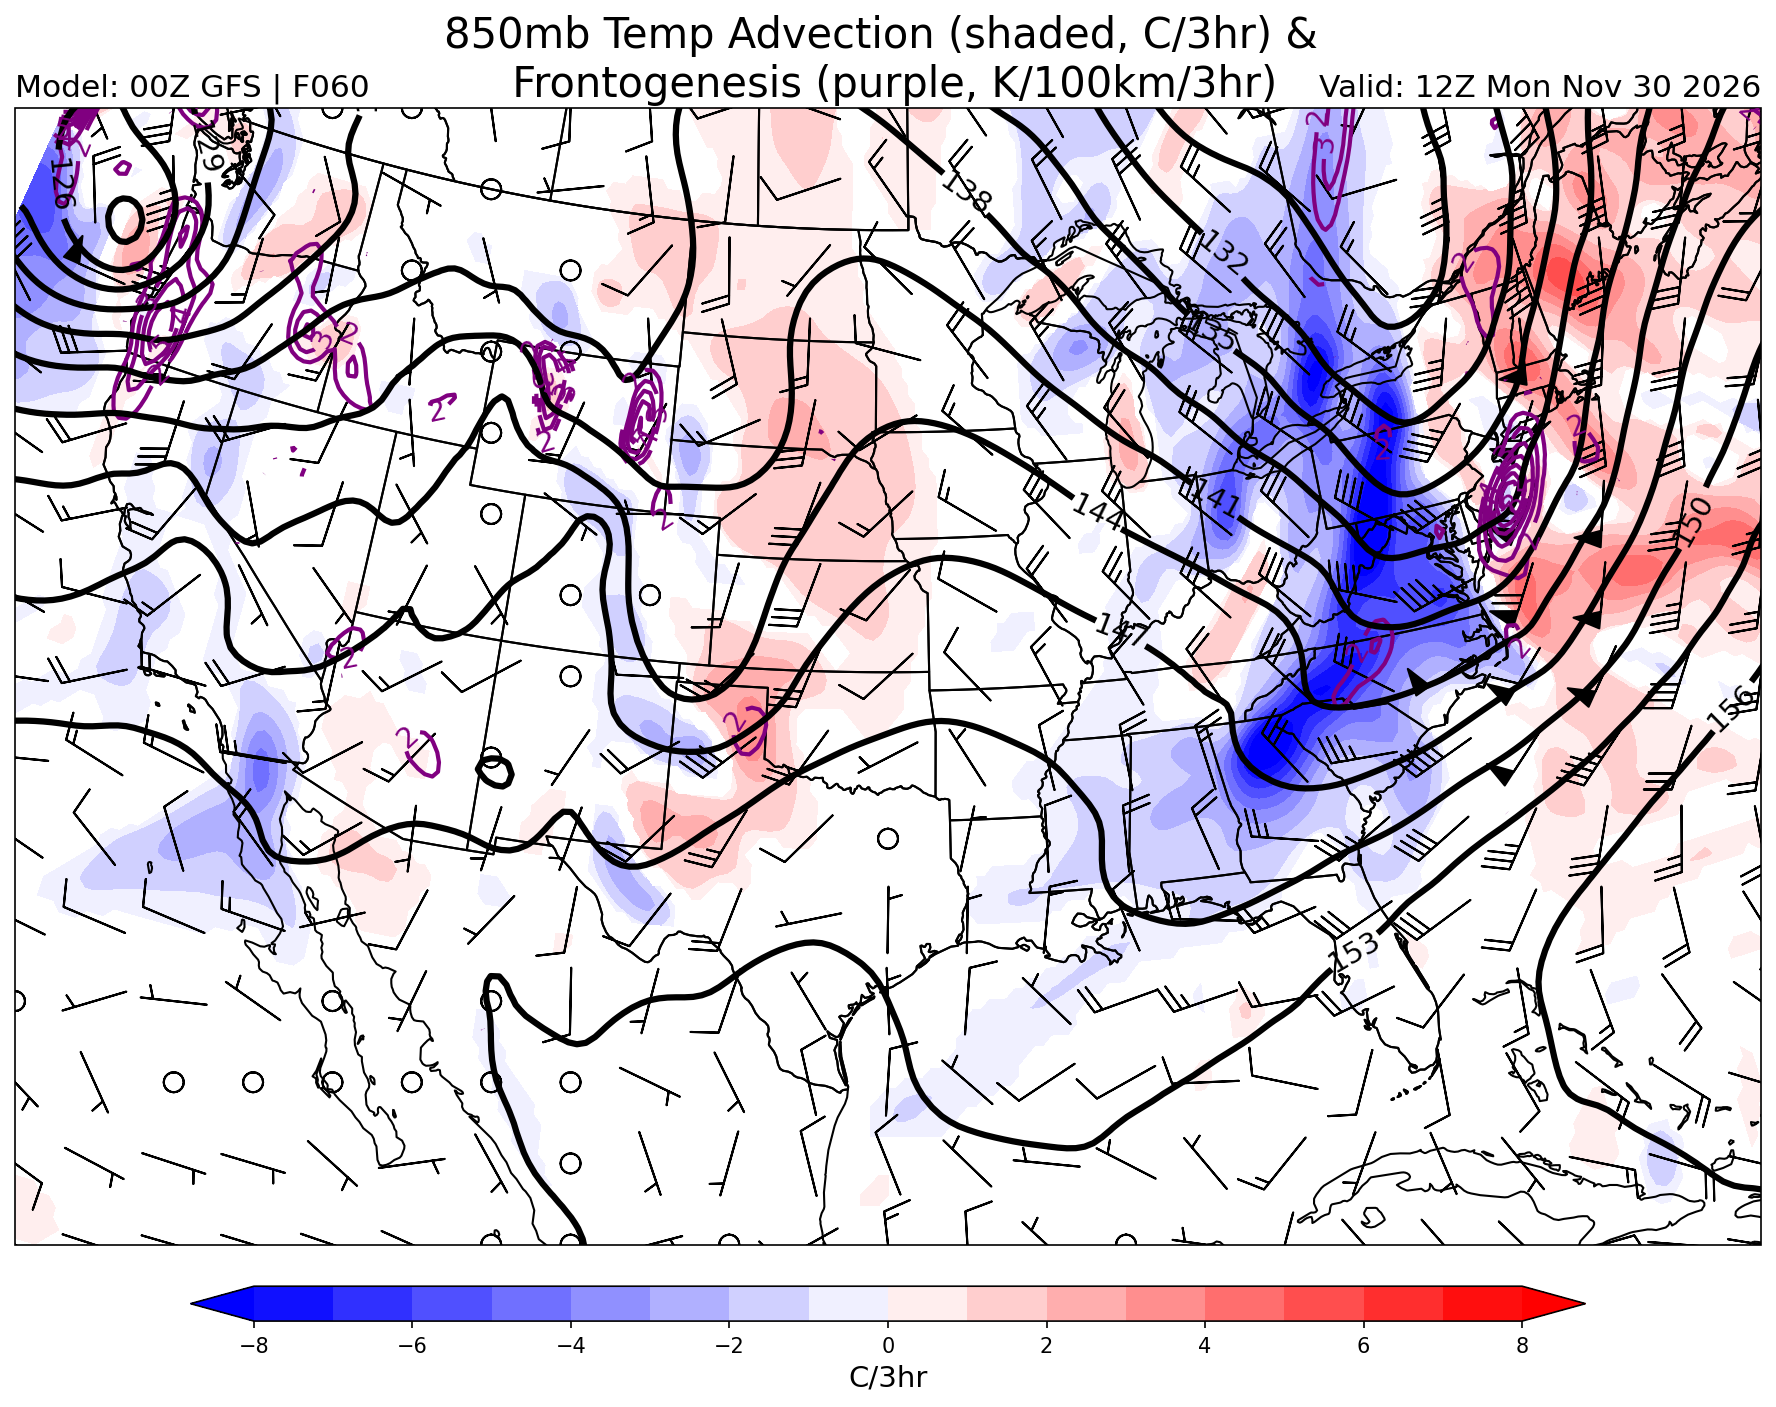 850mb Temp Advection (shaded, C/3hr) &
Frontogenesis (purple, K/100km/3hr)
Model: 00Z GFS | F060
Valid: 12Z Mon Nov 30 2026
126
129
138
132
135
141
144
147
150
156
153
−8 −6 −4 −2 0 2 4 6 8
C/3hr